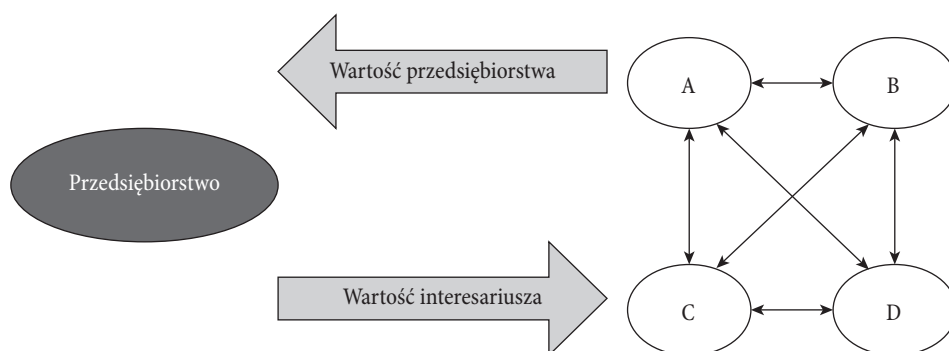 Wartość przedsiębiorstwa
A
B
Przedsiębiorstwo
Wartość interesariusza
C
D